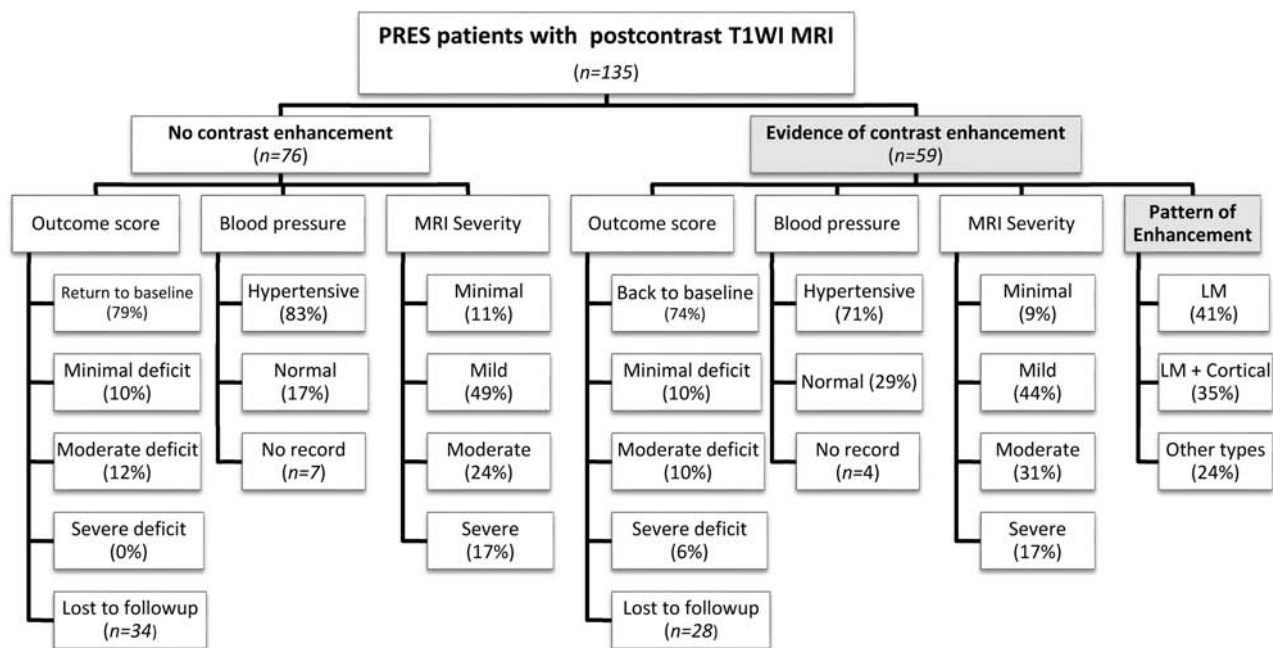 PRES patients with postcontrast T1WI MRI
(n=135)
No contrast enhancement
(n=76)
Outcome score
Return to baseline
(79%)
Minimal deficit
(10%)
Moderate deficit
(12%)
Severe deficit
(0%)
Lost to followup
(n=34)
Blood pressure
Hypertensive
(83%)
Normal
(17%)
No record
(n=7)
MRI Severity
Minimal
(11%)
Mild
(49%)
Moderate
(24%)
Severe
(17%)
Evidence of contrast enhancement
(n=59)
Outcome score
Back to baseline
(74%)
Minimal deficit
(10%)
Moderate deficit
(10%)
Severe deficit
(6%)
Lost to followup
(n=28)
Blood pressure
Hypertensive
(71%)
Normal (29%)
No record
(n=4)
MRI Severity
Minimal
(9%)
Mild
(44%)
Moderate
(31%)
Severe
(17%)
Pattern of
Enhancement
LM
(41%)
LM + Cortical
(35%)
Other types
(24%)